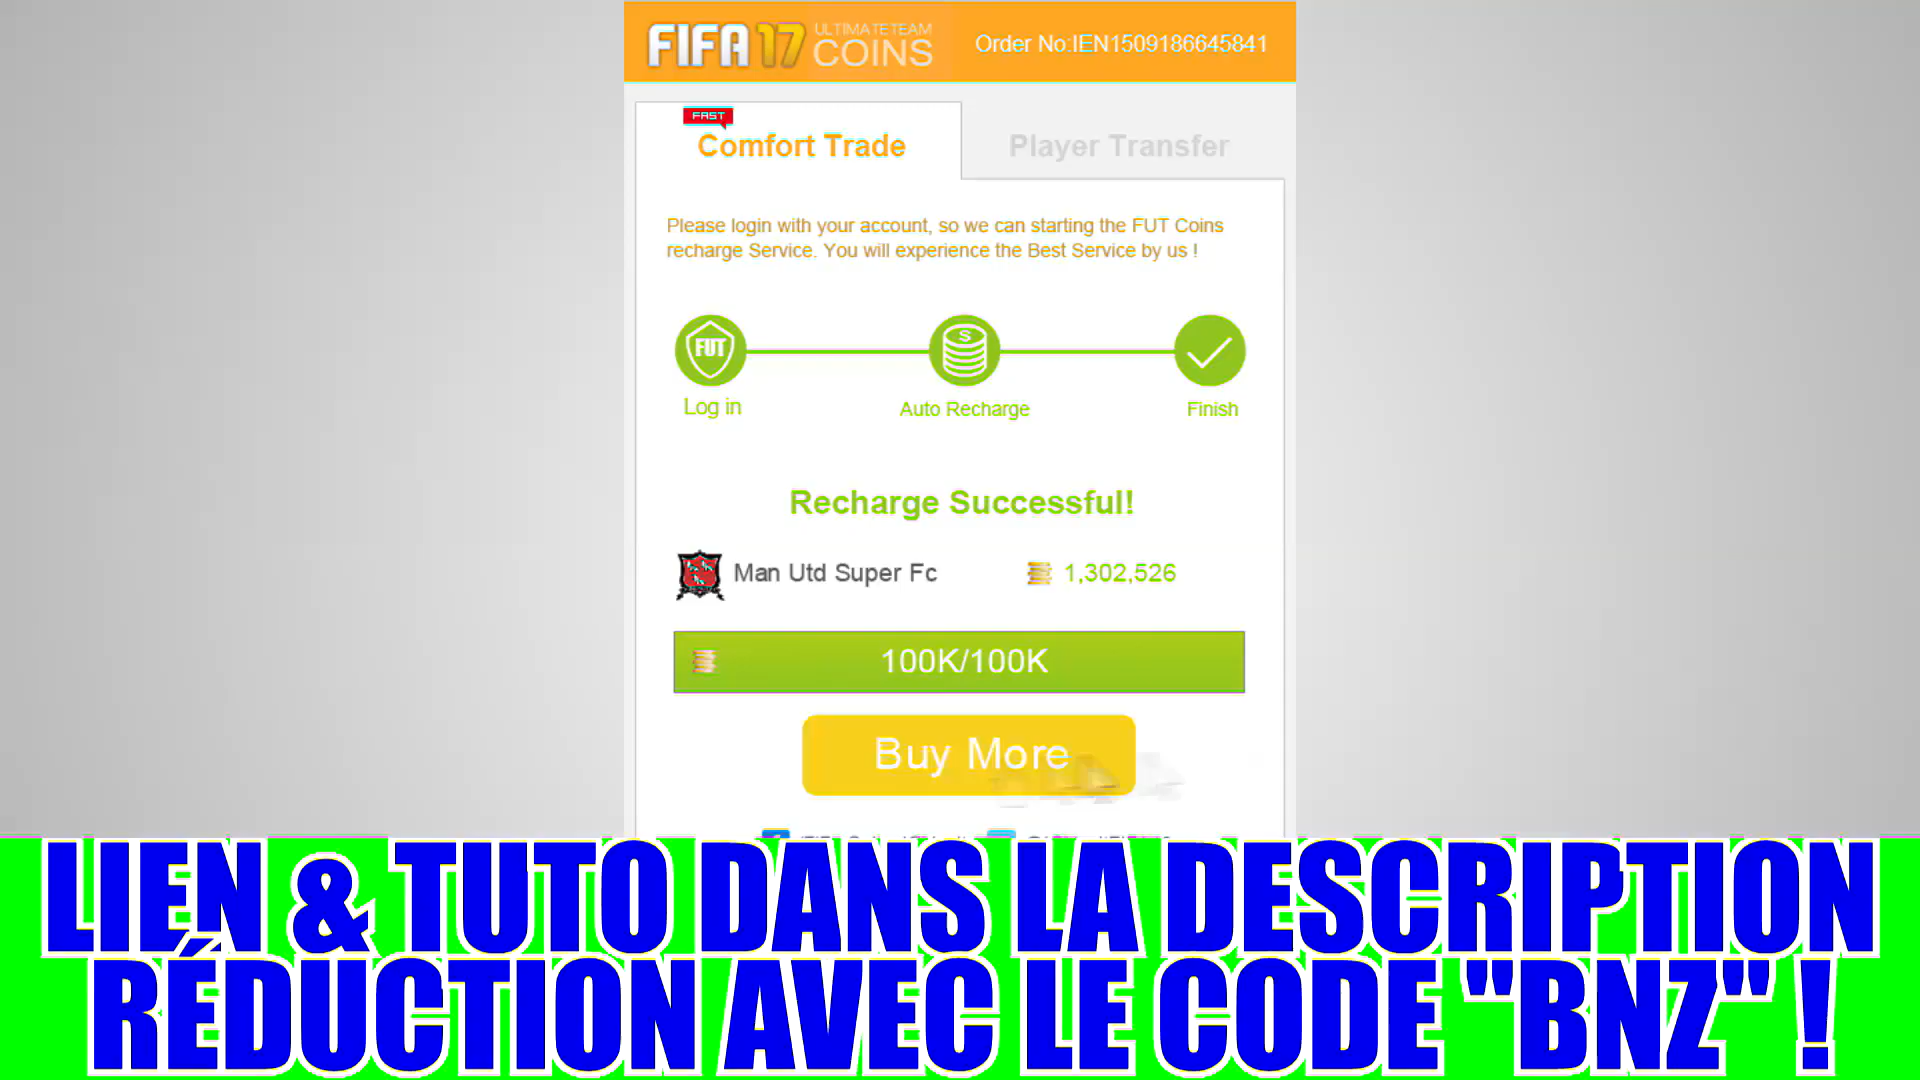 FIFA 17 ULTIMATE TEAM
COINS
Order No:IEN1509186645841
FAST
Comfort Trade
Player Transfer
Please login with your account, so we can starting the FUT Coins
recharge Service. You will experience the Best Service by us !
FUT
Log in
Auto Recharge
Finish
Recharge Successful!
Man Utd Super Fc
1,302,526
100K/100K
Buy More
LIEN & TUTO DANS LA DESCRIPTION
RÉDUCTION AVEC LE CODE "BNZ" !